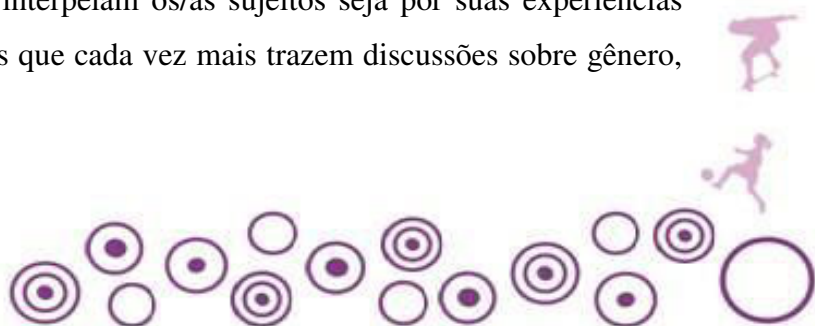 interpelam os/as sujeitos seja por suas experiências
s que cada vez mais trazem discussões sobre gênero,